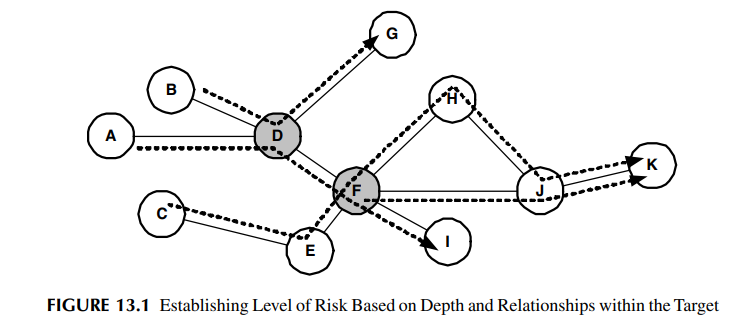 G
B
H
A
D
K
F
J
C
I
E
FIGURE 13.1 Establishing Level of Risk Based on Depth and Relationships within the Target